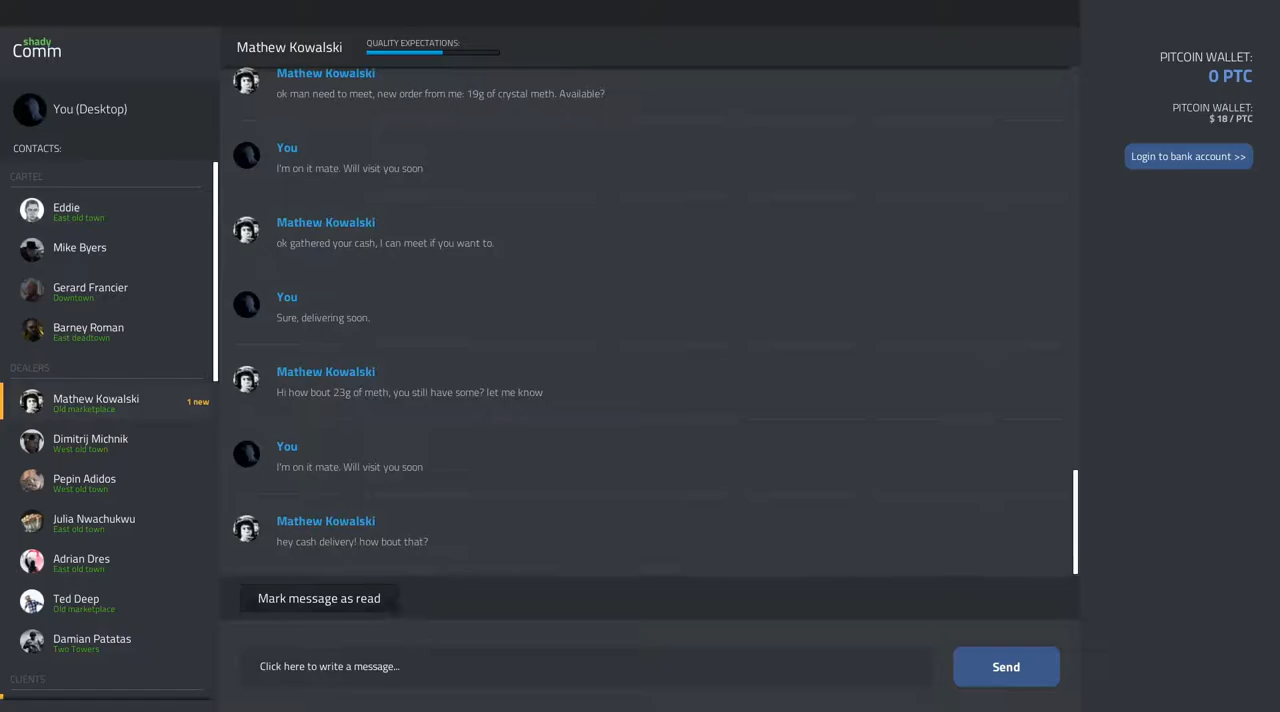 shady
Comm
You (Desktop)
CONTACTS:
CARTEL
Eddie
East old town
Mike Byers
Gerard Francier
Downtown
Barney Roman
East deadtown
DEALERS
Mathew Kowalski
Old marketplace
1 new
Dimitrij Michnik
West old town
Pepin Adidos
West old town
Julia Nwachukwu
East old town
Adrian Dres
East old town
Ted Deep
Old marketplace
Damian Patatas
Two Towers
CLIENTS
Mathew Kowalski
QUALITY EXPECTATIONS:
Mathew Kowalski
ok man need to meet, new order from me: 19g of crystal meth. Available?
You
I'm on it mate. Will visit you soon
Mathew Kowalski
ok gathered your cash, I can meet if you want to.
You
Sure, delivering soon.
Mathew Kowalski
Hi how bout 23g of meth, you still have some? let me know
You
I'm on it mate. Will visit you soon
Mathew Kowalski
hey cash delivery! how bout that?
Mark message as read
Click here to write a message...
Send
PITCOIN WALLET:
0 PTC
PITCOIN WALLET:
$ 18 / PTC
Login to bank account >>